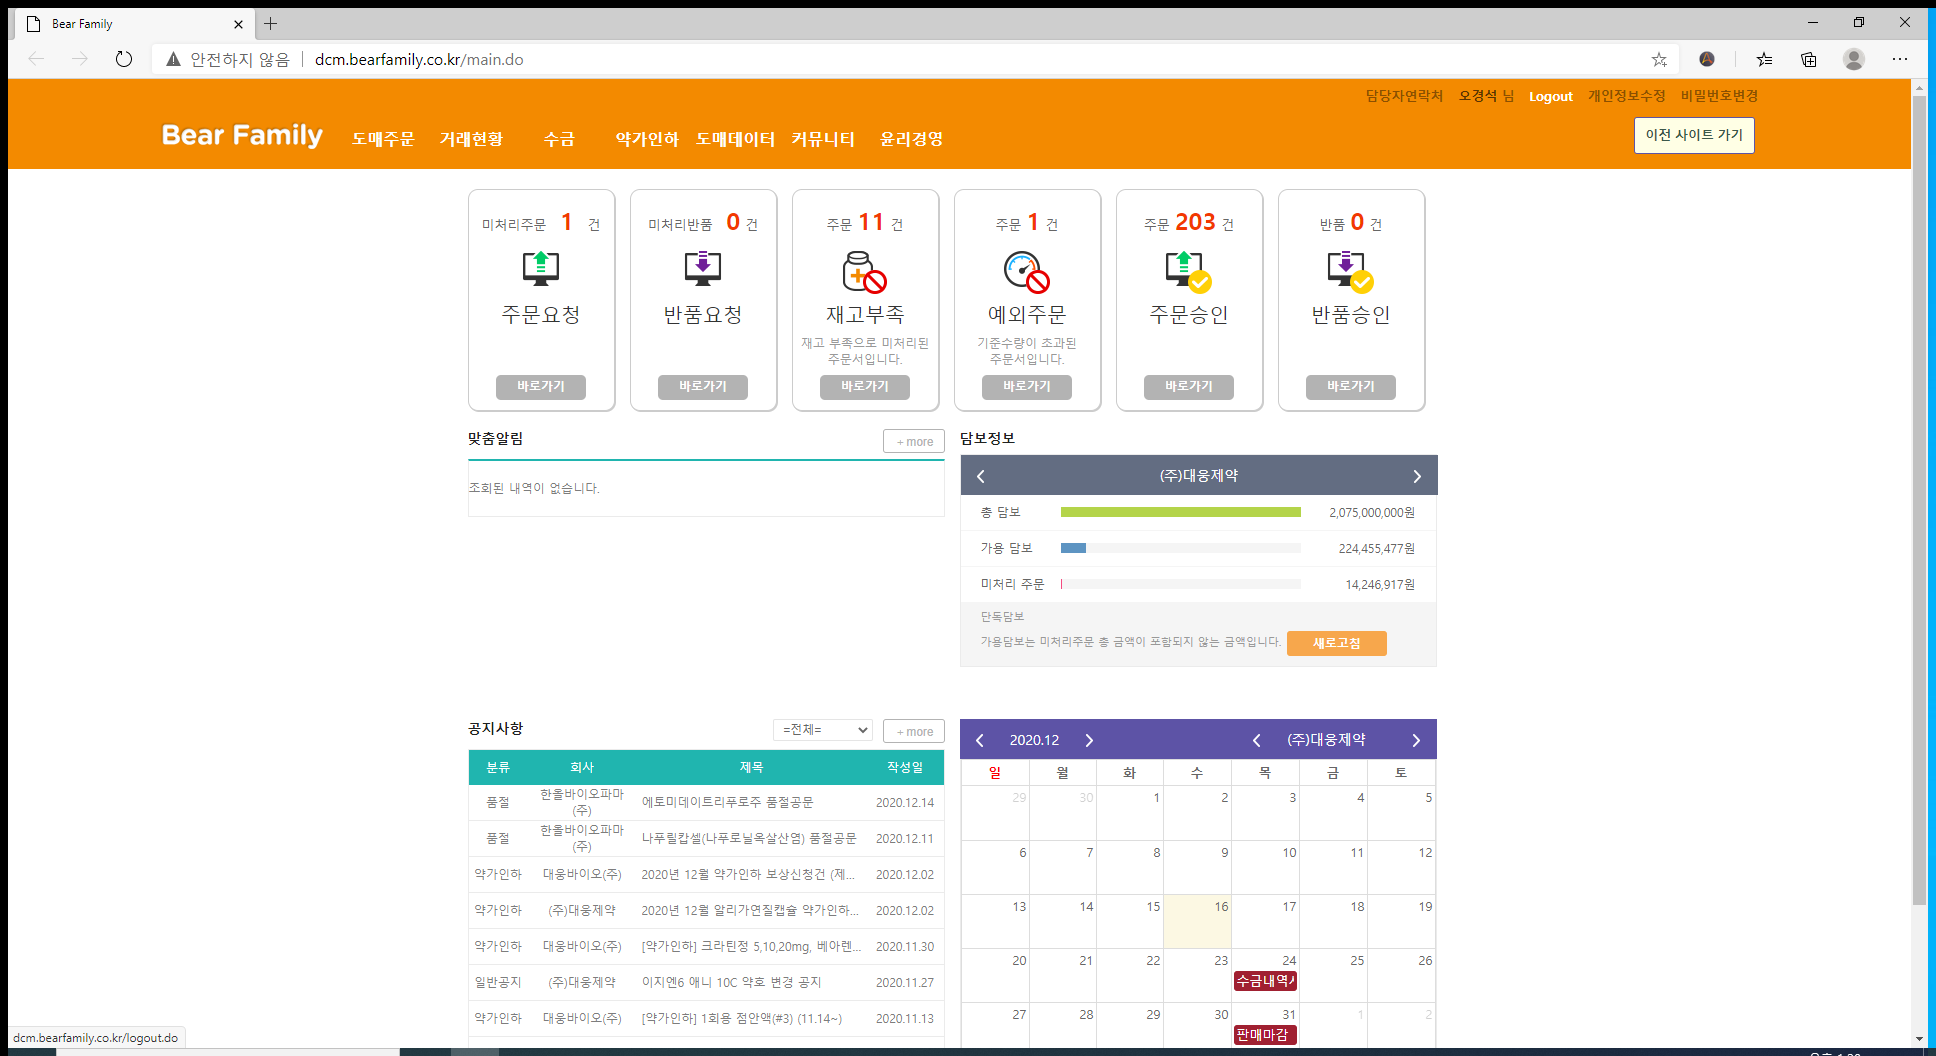 Bear Family
안전하지 않음 dcm.bearfamily.co.kr/main.do
담당자연락처 오경석 님 Logout 개인정보수정 비밀번호변경
Bear Family 도매주문 거래현황 수금 약가인하 도매데이터 커뮤니티 윤리경영
이전 사이트 가기
미처리주문 1 건
주문요청
바로가기
미처리반품 0 건
반품요청
바로가기
주문 11 건
재고부족
재고 부족으로 미처리된
주문서입니다.
바로가기
주문 1 건
예외주문
기준수량이 초과된
주문서입니다.
바로가기
주문 203 건
주문승인
바로가기
반품 0 건
반품승인
바로가기
맞춤알림 + more
조회된 내역이 없습니다.
담보정보
(주)대웅제약
총 담보 2,075,000,000원
가용 담보 224,455,477원
미처리 주문 14,246,917원
단독담보
가용담보는 미처리주문 총 금액이 포함되지 않는 금액입니다. 새로고침
공지사항 =전체= + more
분류 회사 제목 작성일
품절 한올바이오파마(주) 에토미데이트리푸로주 품절공문 2020.12.14
품절 한올바이오파마(주) 나푸릴캅셀(나푸로닐옥살산염) 품절공문 2020.12.11
약가인하 대웅바이오(주) 2020년 12월 약가인하 보상신청건 (제... 2020.12.02
약가인하 (주)대웅제약 2020년 12월 알리가연질캡슐 약가인하... 2020.12.02
약가인하 대웅바이오(주) [약가인하] 크라틴정 5,10,20mg, 베아렌... 2020.11.30
일반공지 (주)대웅제약 이지엔6 애니 10C 약호 변경 공지 2020.11.27
약가인하 대웅바이오(주) [약가인하] 1회용 점안액(#3) (11.14~) 2020.11.13
2020.12 (주)대웅제약
일 월 화 수 목 금 토
29 30 1 2 3 4 5
6 7 8 9 10 11 12
13 14 15 16 17 18 19
20 21 22 23 24 25 26
수금내역
27 28 29 30 31 1 2
판매마감
dcm.bearfamily.co.kr/logout.do